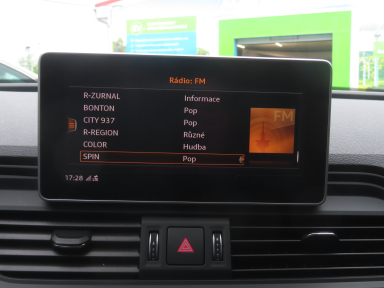 Rádio: FM
R-ZURNAL Informace
BONTON Pop
CITY 937 Pop
R-REGION Různé
COLOR Hudba
SPIN Pop
FM
17:28